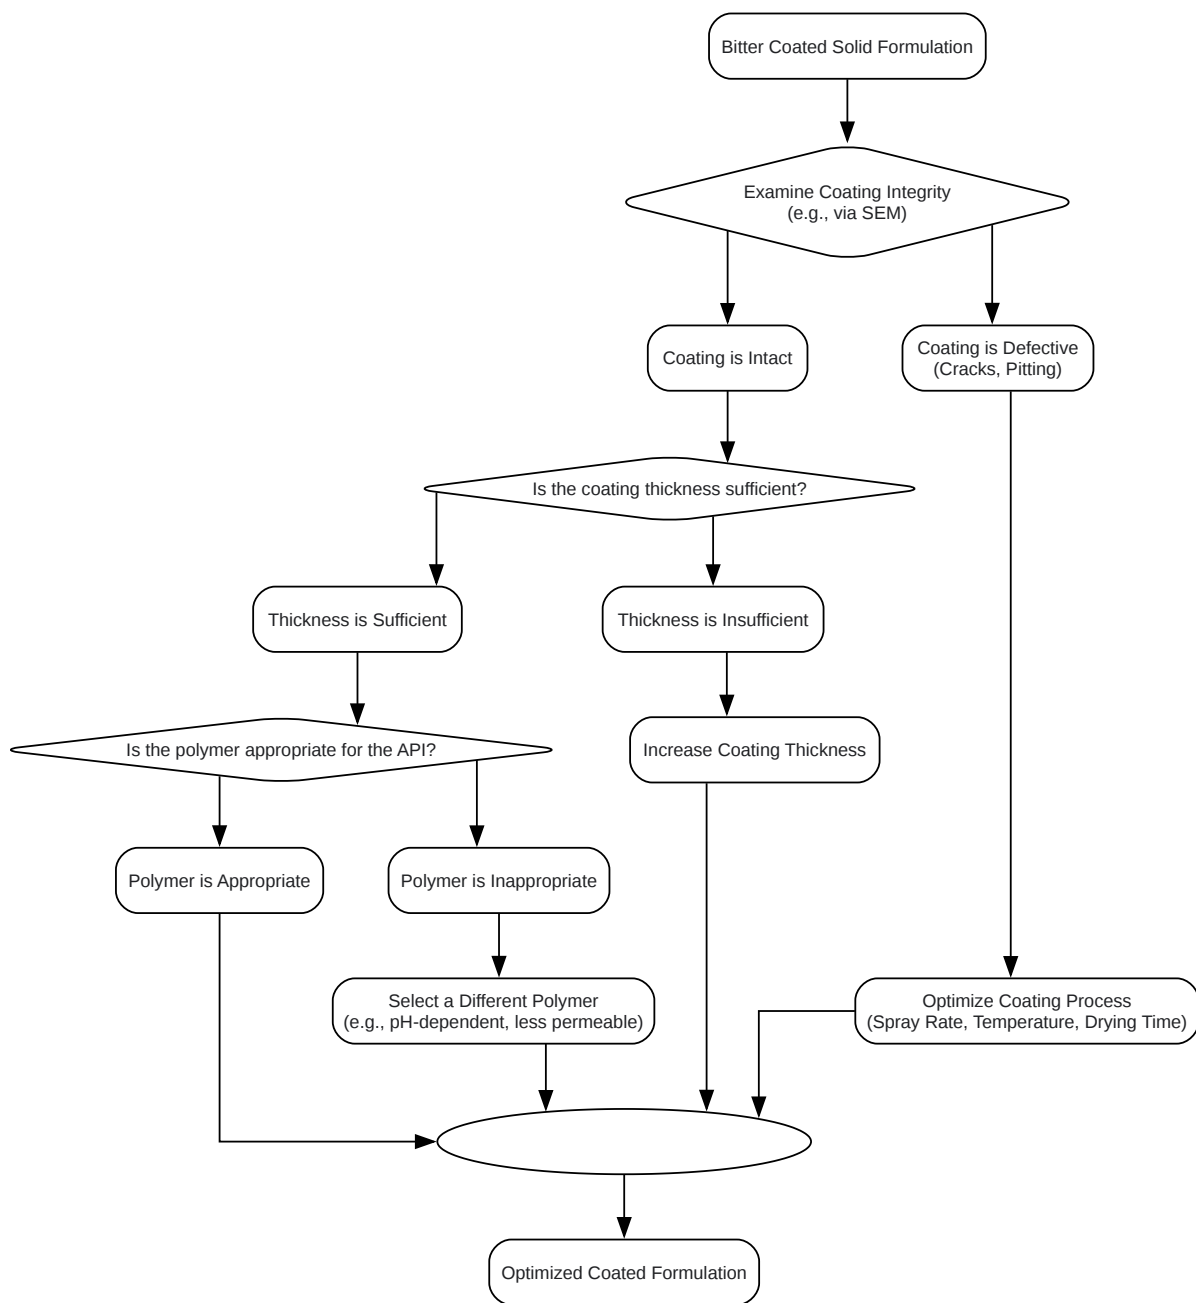 Bitter Coated Solid Formulation
Examine Coating Integrity
(e.g., via SEM)
Coating is Intact
Coating is Defective
(Cracks, Pitting)
Is the coating thickness sufficient?
Thickness is Sufficient
Thickness is Insufficient
Is the polymer appropriate for the API?
Increase Coating Thickness
Polymer is Appropriate
Polymer is Inappropriate
Select a Different Polymer
(e.g., pH-dependent, less permeable)
Optimize Coating Process
(Spray Rate, Temperature, Drying Time)
Optimized Coated Formulation